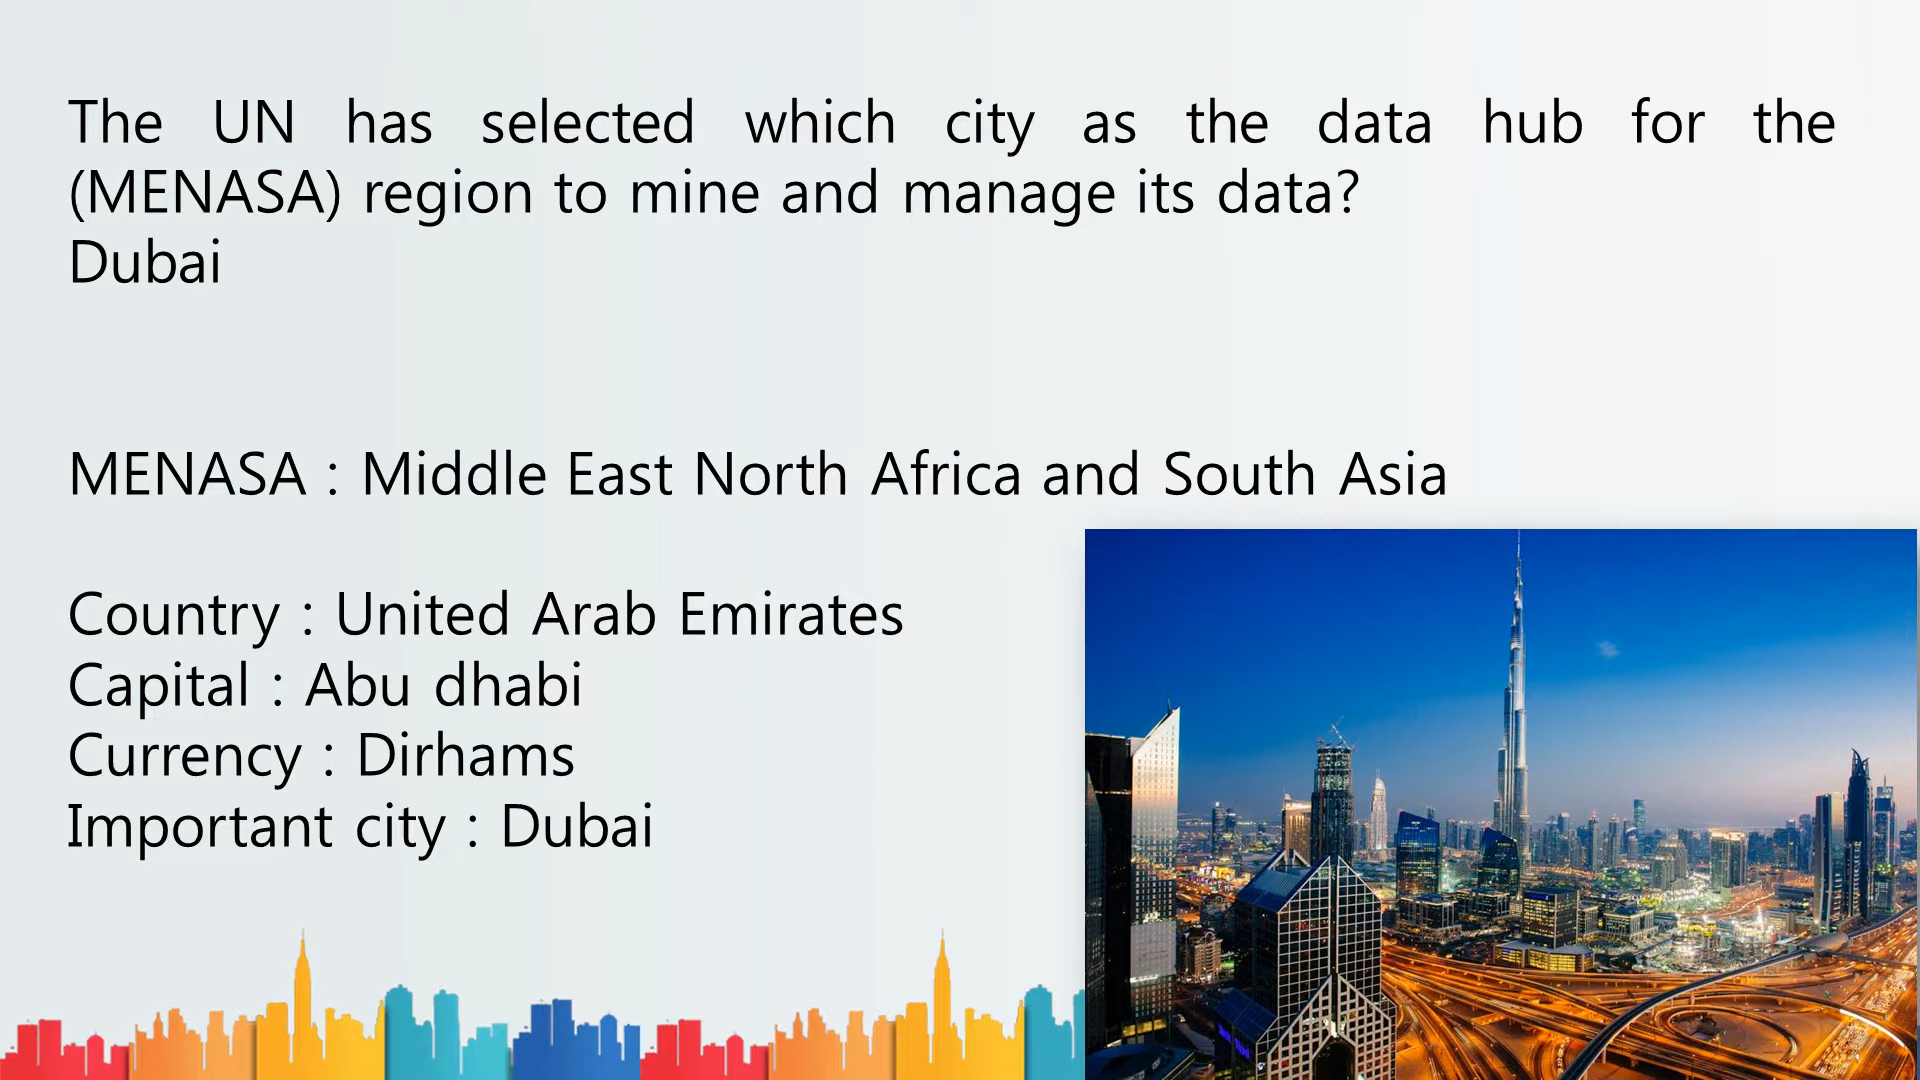 The UN has selected which city as the data hub for the
(MENASA) region to mine and manage its data?
Dubai
MENASA : Middle East North Africa and South Asia
Country : United Arab Emirates
Capital : Abu dhabi
Currency : Dirhams
Important city : Dubai